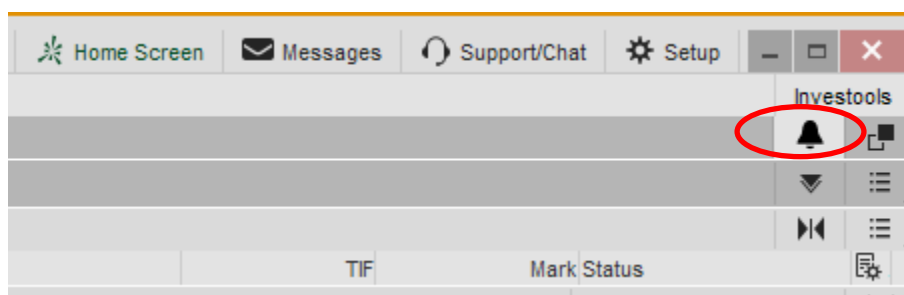 Home Screen Messages Support/Chat Setup
Investools
TIF Mark Status